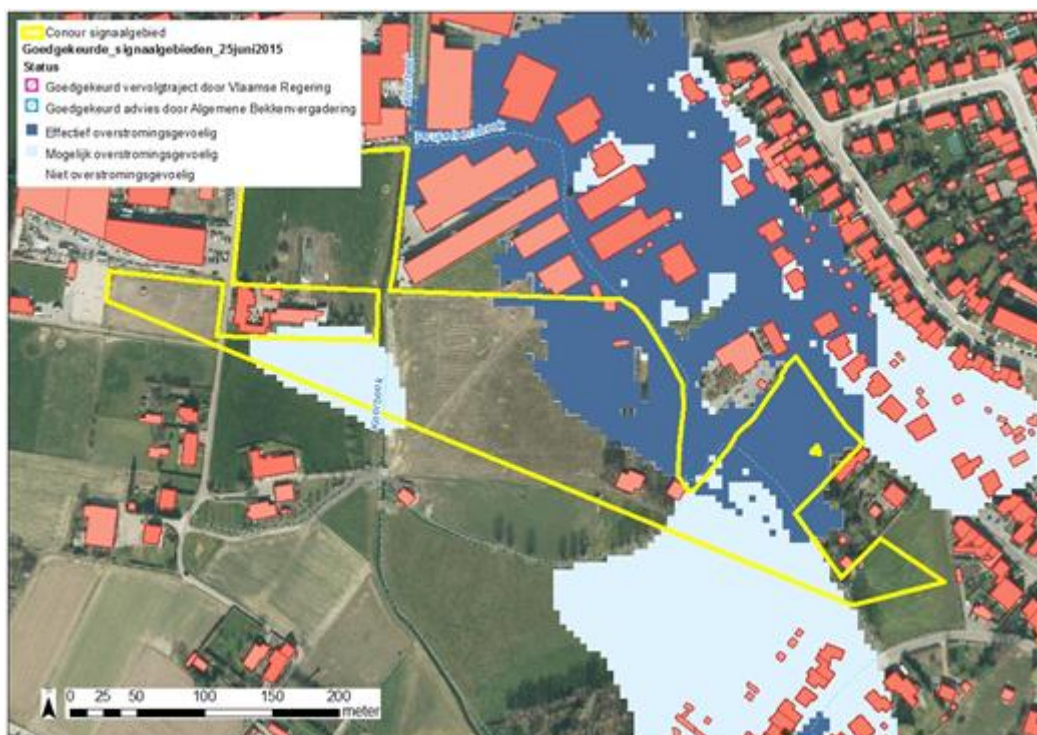 Conour signaalgebied
Goedgekeurde_signaalgebieden_25juni2015
Status
Goedgekeurd vervolgtraject door Vlaamse Regering
Goedgekeurd advies door Algemene Bekkenvergadering
Effectief overstromingsgevoelig
Mogelijk overstromingsgevoelig
Niet overstromingsgevoelig
0 25 50 100 150 200
meter